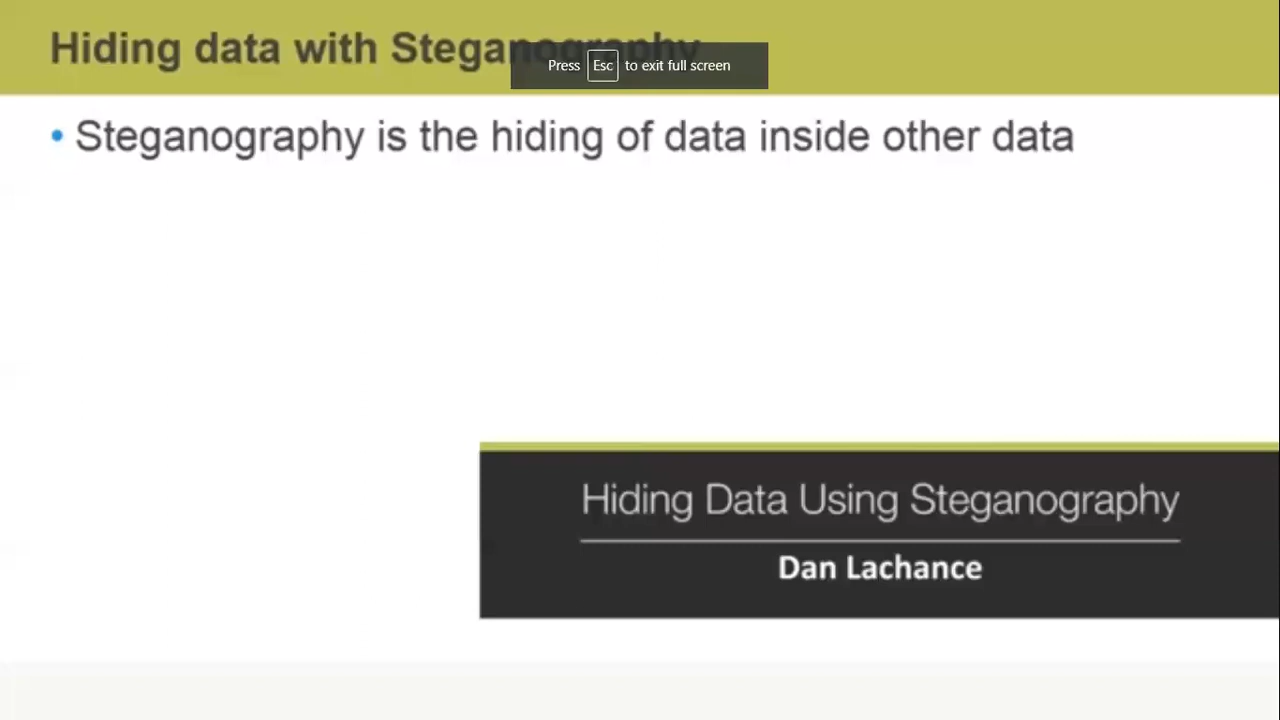 Hiding data with Steganography
Press Esc to exit full screen
• Steganography is the hiding of data inside other data
Hiding Data Using Steganography
Dan Lachance